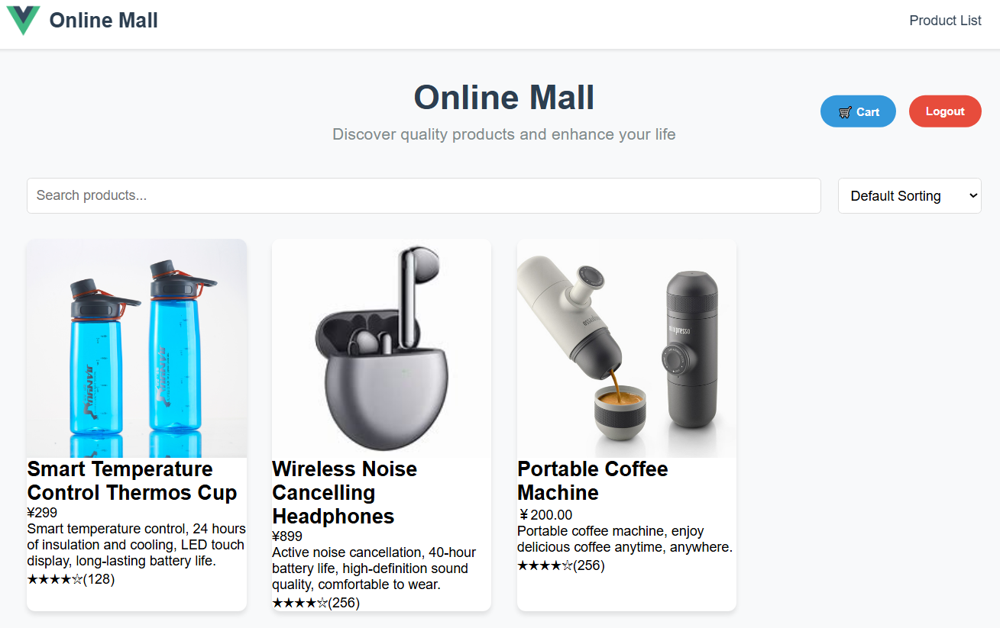 Online Mall
Product List
Online Mall
Discover quality products and enhance your life
Cart
Logout
Search products...
Default Sorting
Smart Temperature
Control Thermos Cup
¥299
Smart temperature control, 24 hours
of insulation and cooling, LED touch
display, long-lasting battery life.
★★★★☆(128)
Wireless Noise
Cancelling
Headphones
¥899
Active noise cancellation, 40-hour
battery life, high-definition sound
quality, comfortable to wear.
★★★★☆(256)
Portable Coffee
Machine
¥200.00
Portable coffee machine, enjoy
delicious coffee anytime, anywhere.
★★★★☆(256)